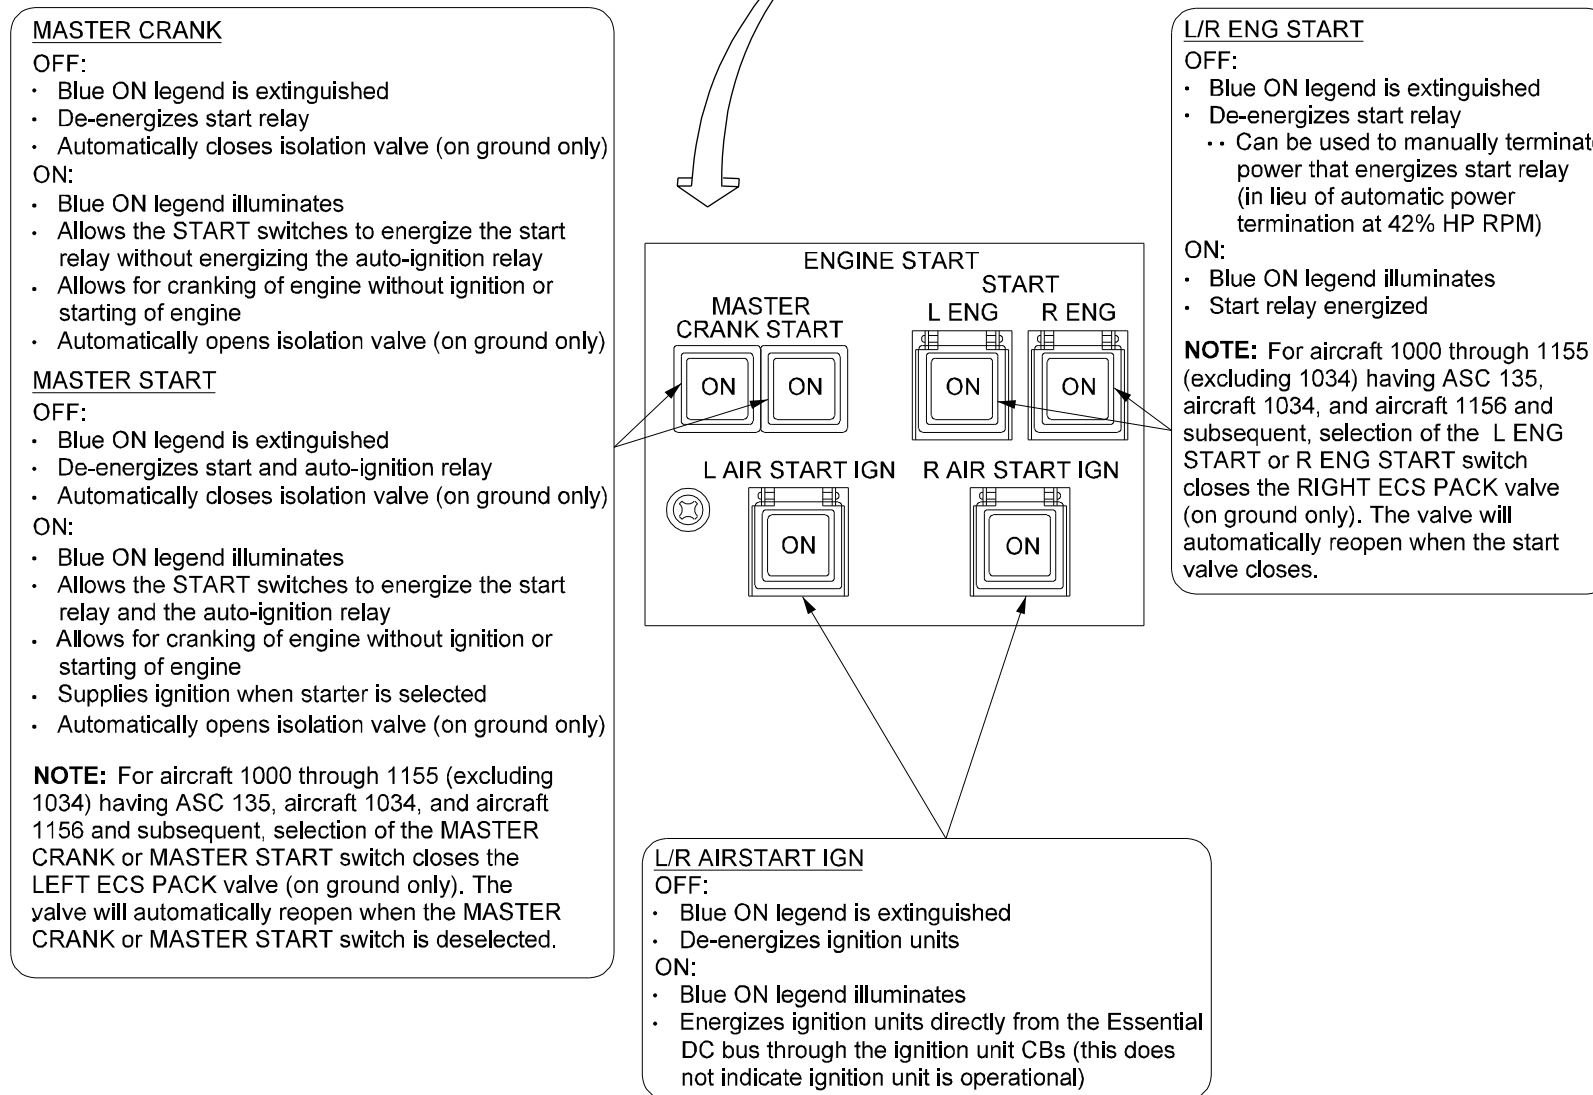 MASTER CRANK
OFF:
· Blue ON legend is extinguished
· De-energizes start relay
· Automatically closes isolation valve (on ground only)
ON:
· Blue ON legend illuminates
· Allows the START switches to energize the start
relay without energizing the auto-ignition relay
· Allows for cranking of engine without ignition or
starting of engine
· Automatically opens isolation valve (on ground only)
MASTER START
OFF:
· Blue ON legend is extinguished
· De-energizes start and auto-ignition relay
· Automatically closes isolation valve (on ground only)
ON:
· Blue ON legend illuminates
· Allows the START switches to energize the start
relay and the auto-ignition relay
· Allows for cranking of engine without ignition or
starting of engine
· Supplies ignition when starter is selected
· Automatically opens isolation valve (on ground only)
NOTE: For aircraft 1000 through 1155 (excluding
1034) having ASC 135, aircraft 1034, and aircraft
1156 and subsequent, selection of the MASTER
CRANK or MASTER START switch closes the
LEFT ECS PACK valve (on ground only). The
valve will automatically reopen when the MASTER
CRANK or MASTER START switch is deselected.
ENGINE START
START
MASTER
CRANK START
L ENG R ENG
ON ON ON ON
L AIR START IGN R AIR START IGN
ON ON
L/R ENG START
OFF:
· Blue ON legend is extinguished
· De-energizes start relay
·· Can be used to manually terminate
power that energizes start relay
(in lieu of automatic power
termination at 42% HP RPM)
ON:
· Blue ON legend illuminates
· Start relay energized
NOTE: For aircraft 1000 through 1155
(excluding 1034) having ASC 135,
aircraft 1034, and aircraft 1156 and
subsequent, selection of the L ENG
START or R ENG START switch
closes the RIGHT ECS PACK valve
(on ground only). The valve will
automatically reopen when the start
valve closes.
L/R AIRSTART IGN
OFF:
· Blue ON legend is extinguished
· De-energizes ignition units
ON:
· Blue ON legend illuminates
· Energizes ignition units directly from the Essential
DC bus through the ignition unit CBs (this does
not indicate ignition unit is operational)